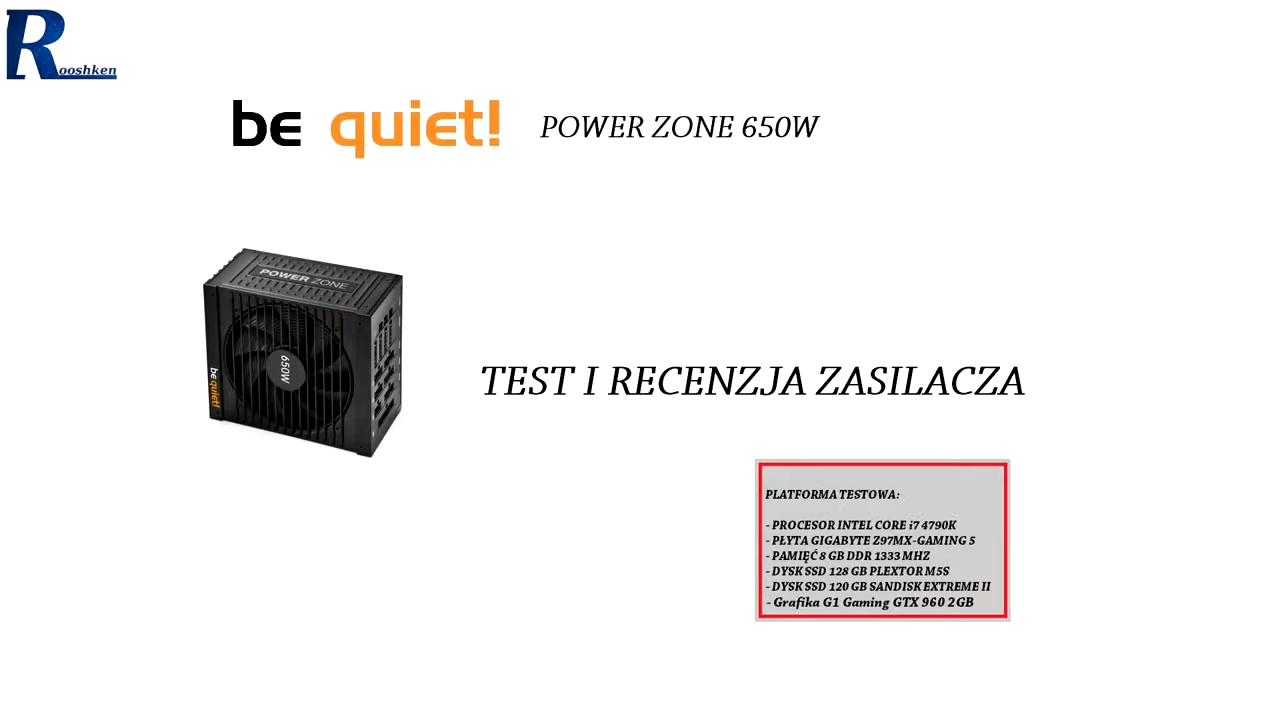 Rooshken
be quiet! POWER ZONE 650W
POWER ZONE
650W
be quiet!
TEST I RECENZJA ZASILACZA
PLATFORMA TESTOWA:
- PROCESOR INTEL CORE i7 4790K
- PŁYTA GIGABYTE Z97MX-GAMING 5
- PAMIĘĆ 8 GB DDR 1333 MHZ
- DYSK SSD 128 GB PLEXTOR M5S
- DYSK SSD 120 GB SANDISK EXTREME II
- Grafika G1 Gaming GTX 960 2GB